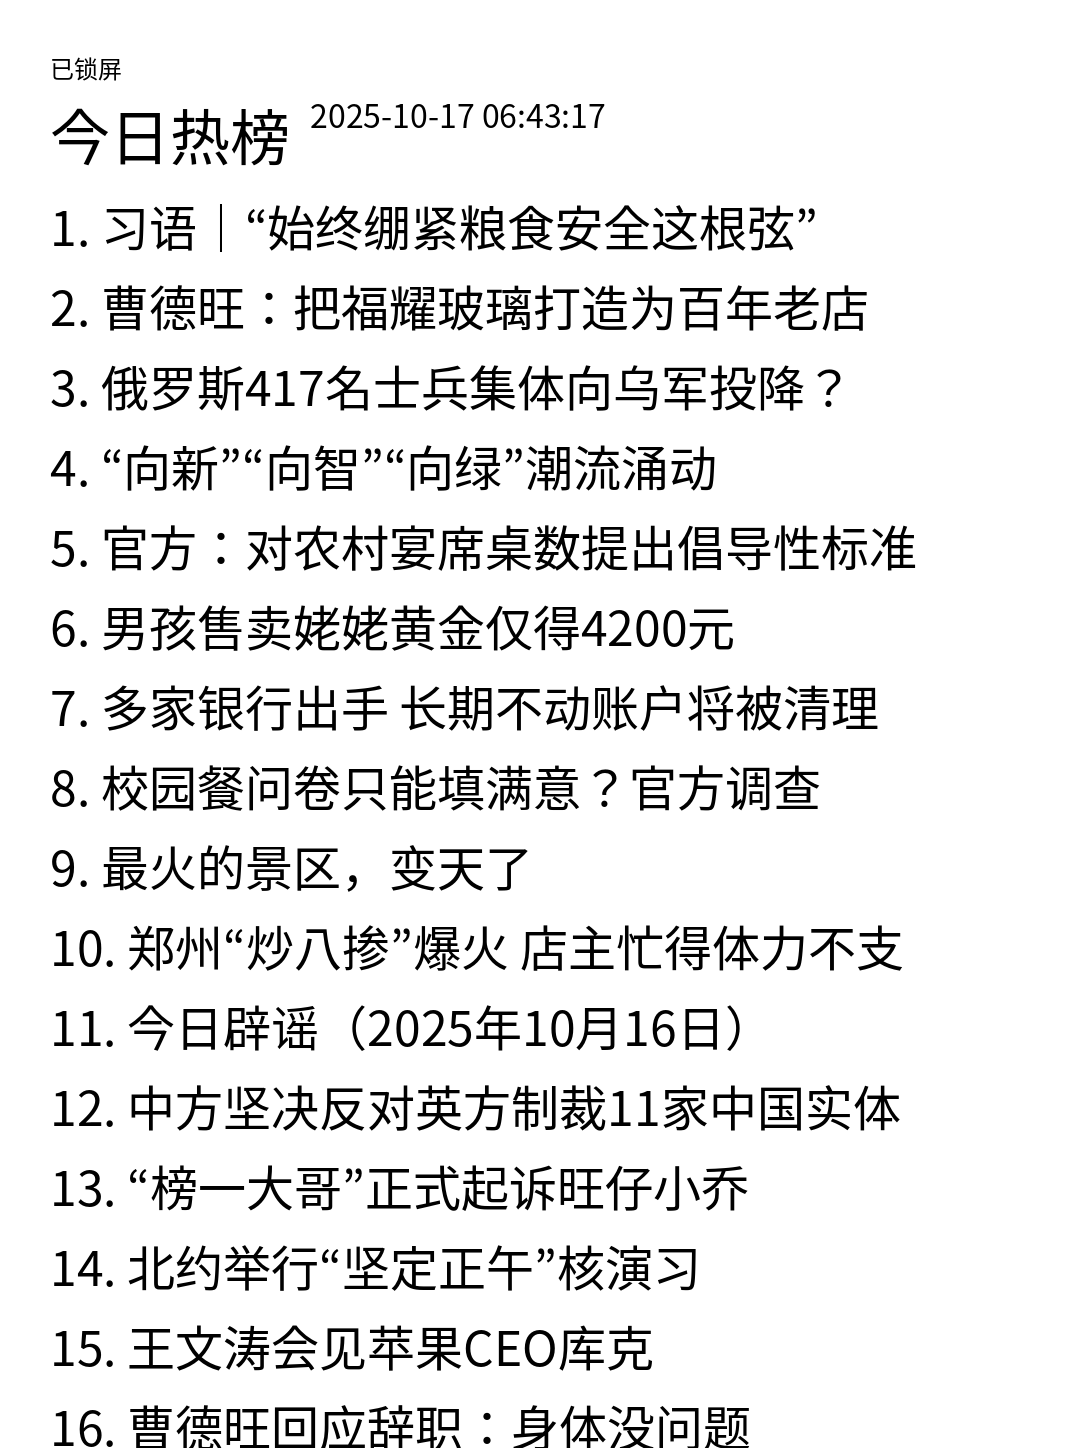 已锁屏
今日热榜 2025-10-17 06:43:17
1. 习语｜“始终绷紧粮食安全这根弦”
2. 曹德旺：把福耀玻璃打造为百年老店
3. 俄罗斯417名士兵集体向乌军投降？
4. “向新”“向智”“向绿”潮流涌动
5. 官方：对农村宴席桌数提出倡导性标准
6. 男孩售卖姥姥黄金仅得4200元
7. 多家银行出手 长期不动账户将被清理
8. 校园餐问卷只能填满意？官方调查
9. 最火的景区，变天了
10. 郑州“炒八掺”爆火 店主忙得体力不支
11. 今日辟谣（2025年10月16日）
12. 中方坚决反对英方制裁11家中国实体
13. “榜一大哥”正式起诉旺仔小乔
14. 北约举行“坚定正午”核演习
15. 王文涛会见苹果CEO库克
16. 曹德旺回应辞职：身体没问题